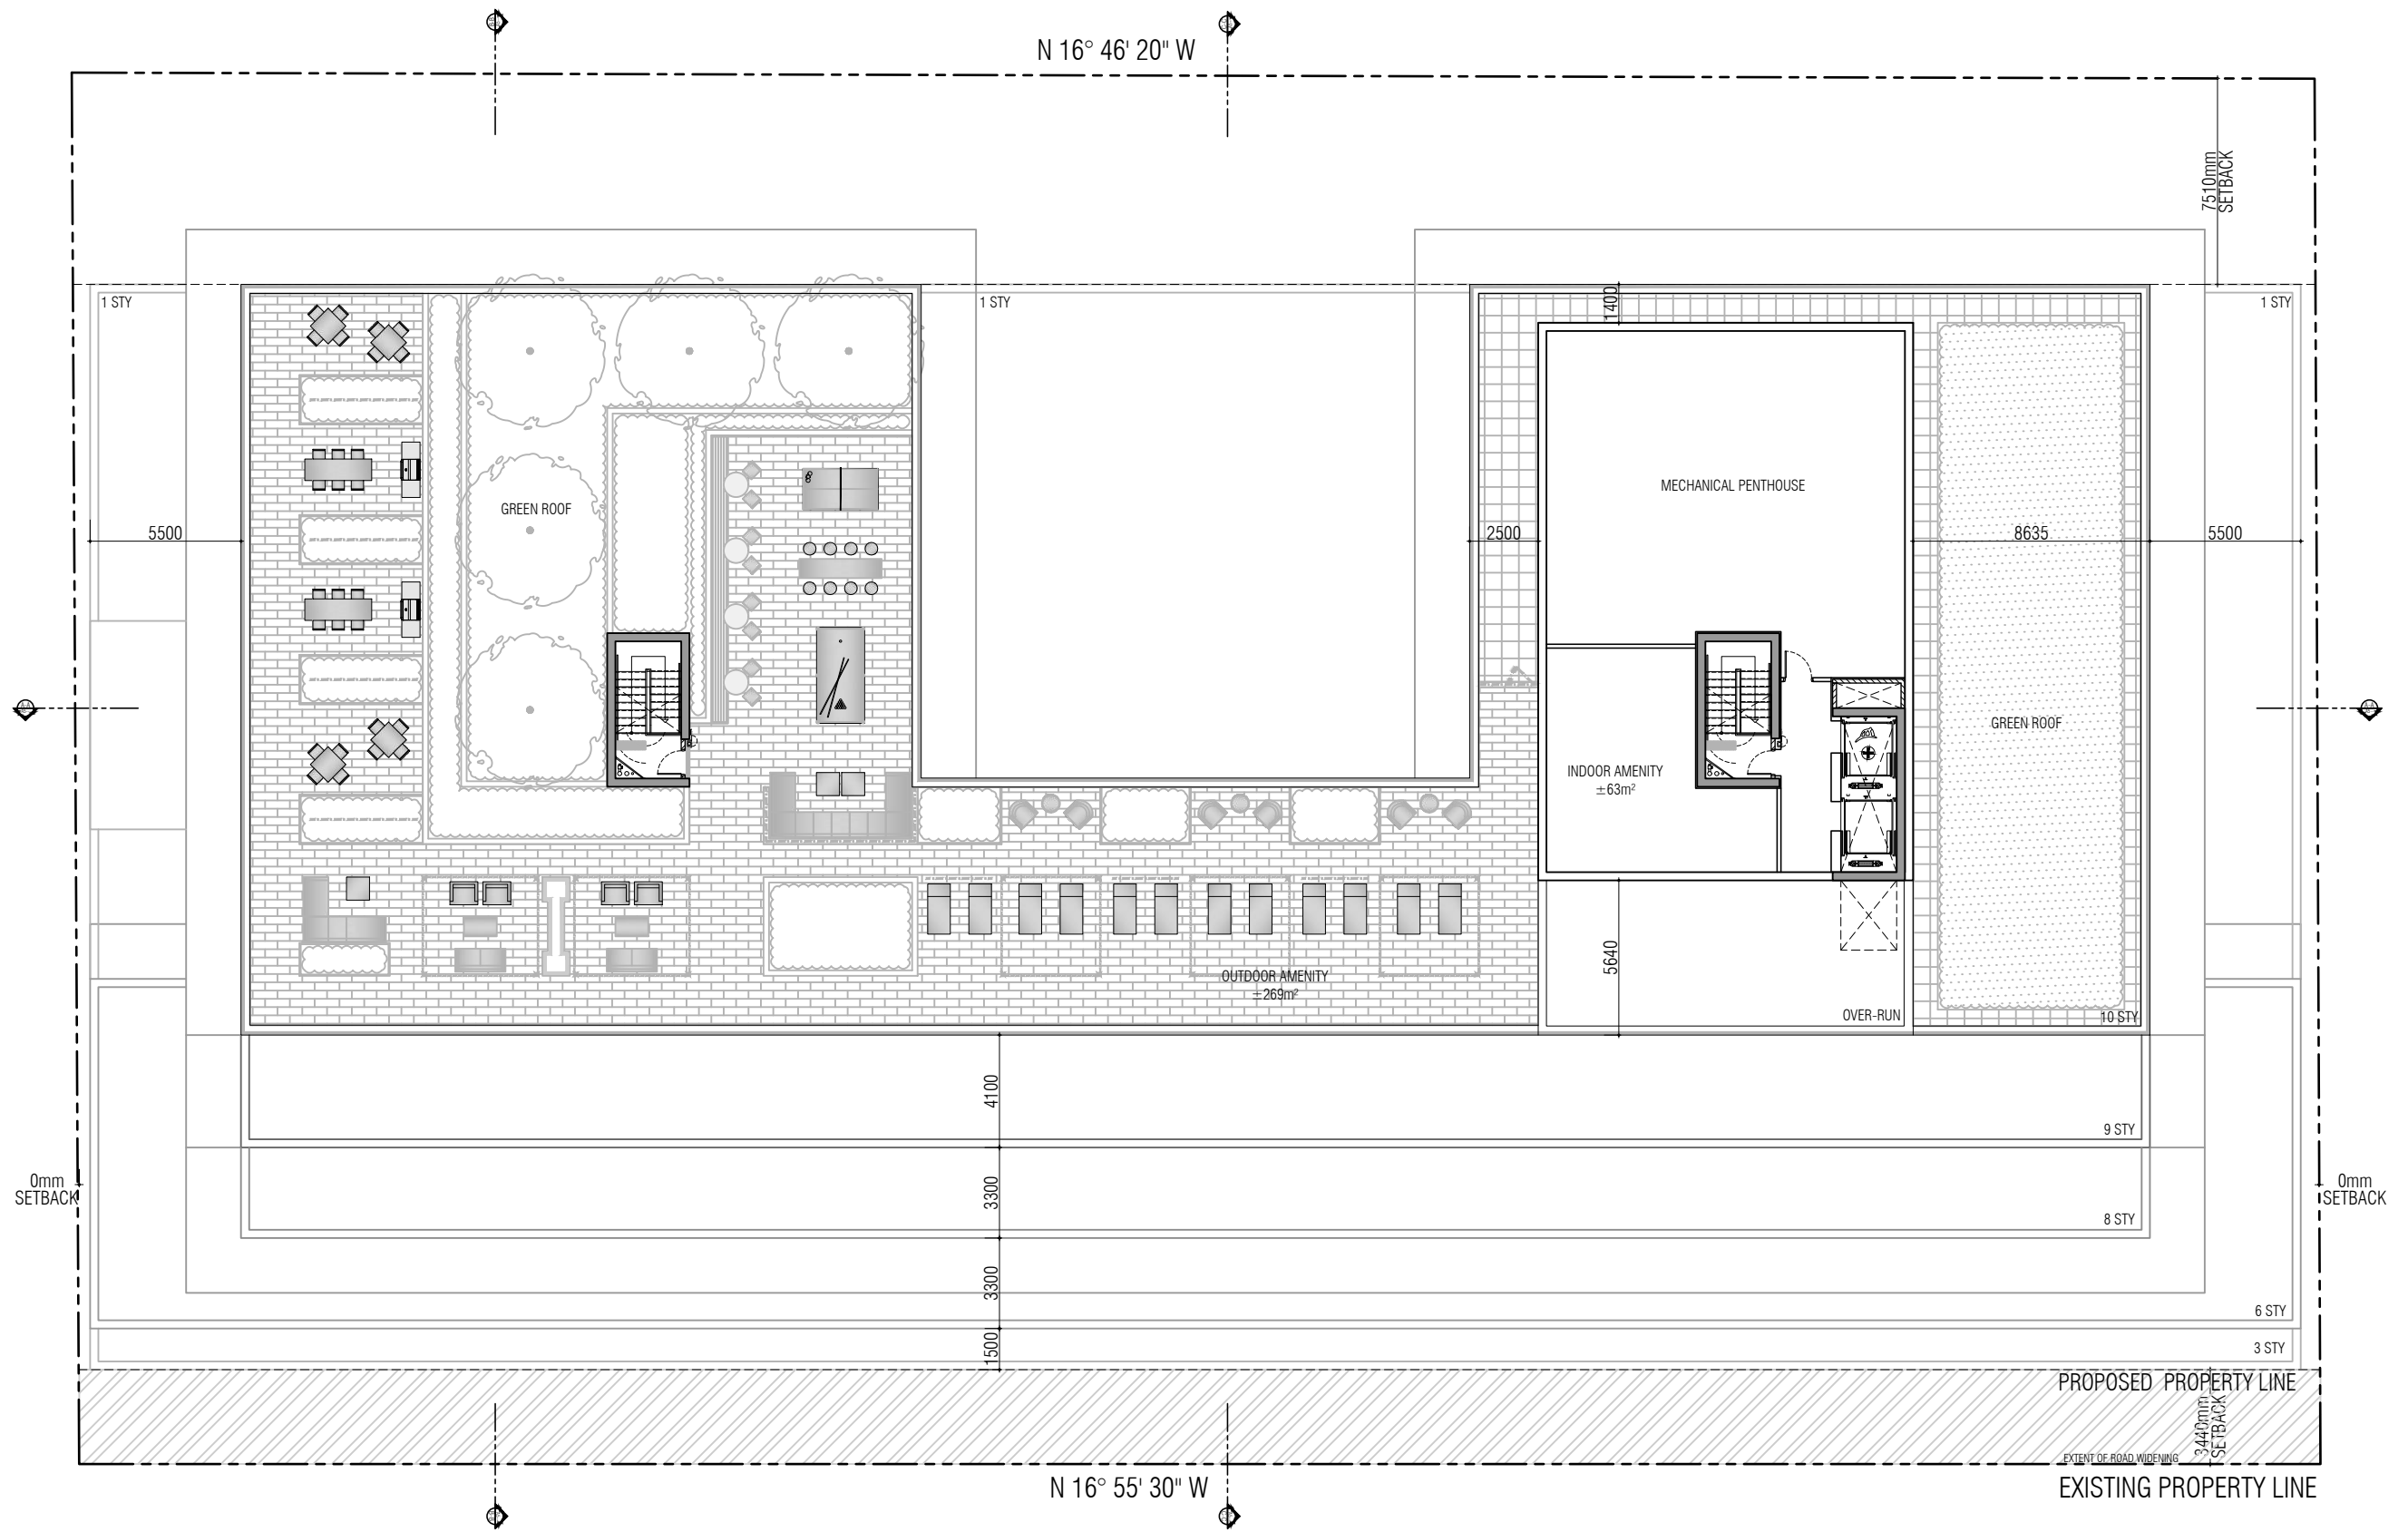 N 16° 46' 20" W
7510mm
SETBACK
1 STY
1 STY
1 STY
1400
MECHANICAL PENTHOUSE
GREEN ROOF
5500
2500
8635
5500
GREEN ROOF
INDOOR AMENITY
±63m²
OUTDOOR AMENITY
±269m²
5640
OVER-RUN
10 STY
4100
9 STY
0mm
SETBACK
3300
0mm
SETBACK
8 STY
3300
6 STY
1500
3 STY
PROPOSED PROPERTY LINE
3440mm
SETBACK
EXTENT OF ROAD WIDENING
N 16° 55' 30" W
EXISTING PROPERTY LINE